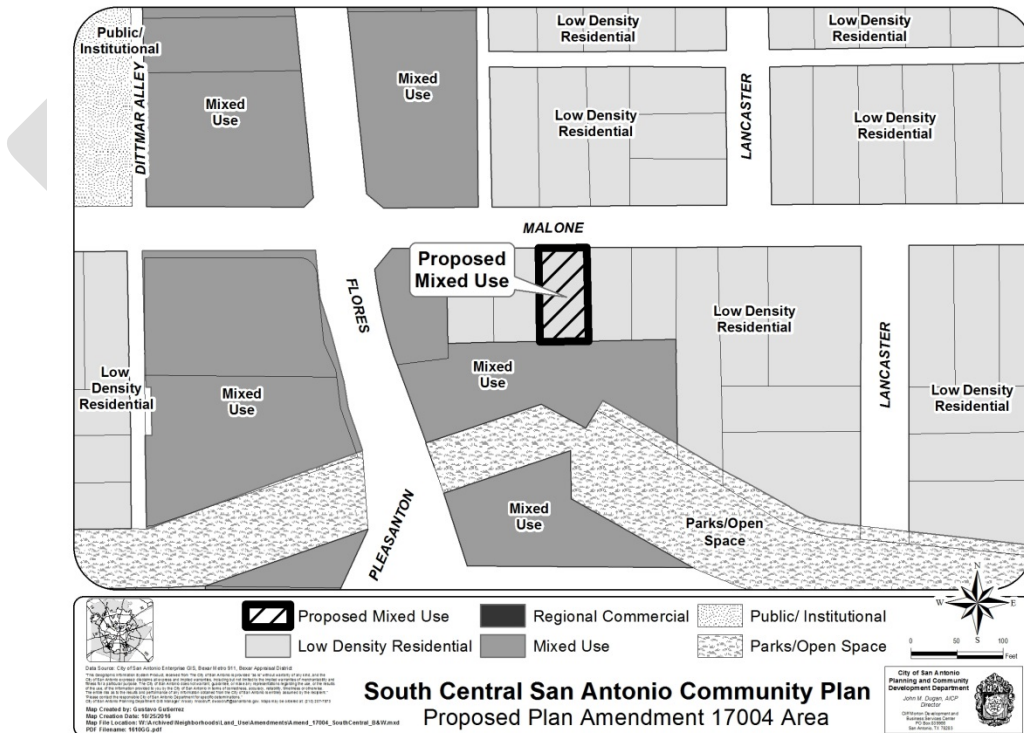 Public/
Institutional
DITTMAR ALLEY
Mixed
Use
Mixed
Use
Low Density
Residential
Low Density
Residential
Low Density
Residential
LANCASTER
Low Density
Residential
MALONE
Proposed
Mixed Use
FLORES
Low Density
Residential
LANCASTER
Low
Density
Residential
Mixed
Use
Mixed
Use
Low Density
Residential
Mixed
Use
PLEASANTON
Parks/Open
Space
N
W
E
S
0 50 100
Feet
Proposed Mixed Use
Regional Commercial
Public/ Institutional
Low Density Residential
Mixed Use
Parks/Open Space
Data Source: City of San Antonio Enterprise GIS, Bexar Metro 911, Bexar Appraisal District
Map Created by: Gustavo Gutierrez
Map Creation Date: 10/25/2016
PDF Filename: 1610GG.pdf
South Central San Antonio Community Plan
Proposed Plan Amendment 17004 Area
City of San Antonio
Planning and Community
Development Department
John M. Dugan, AICP
Director